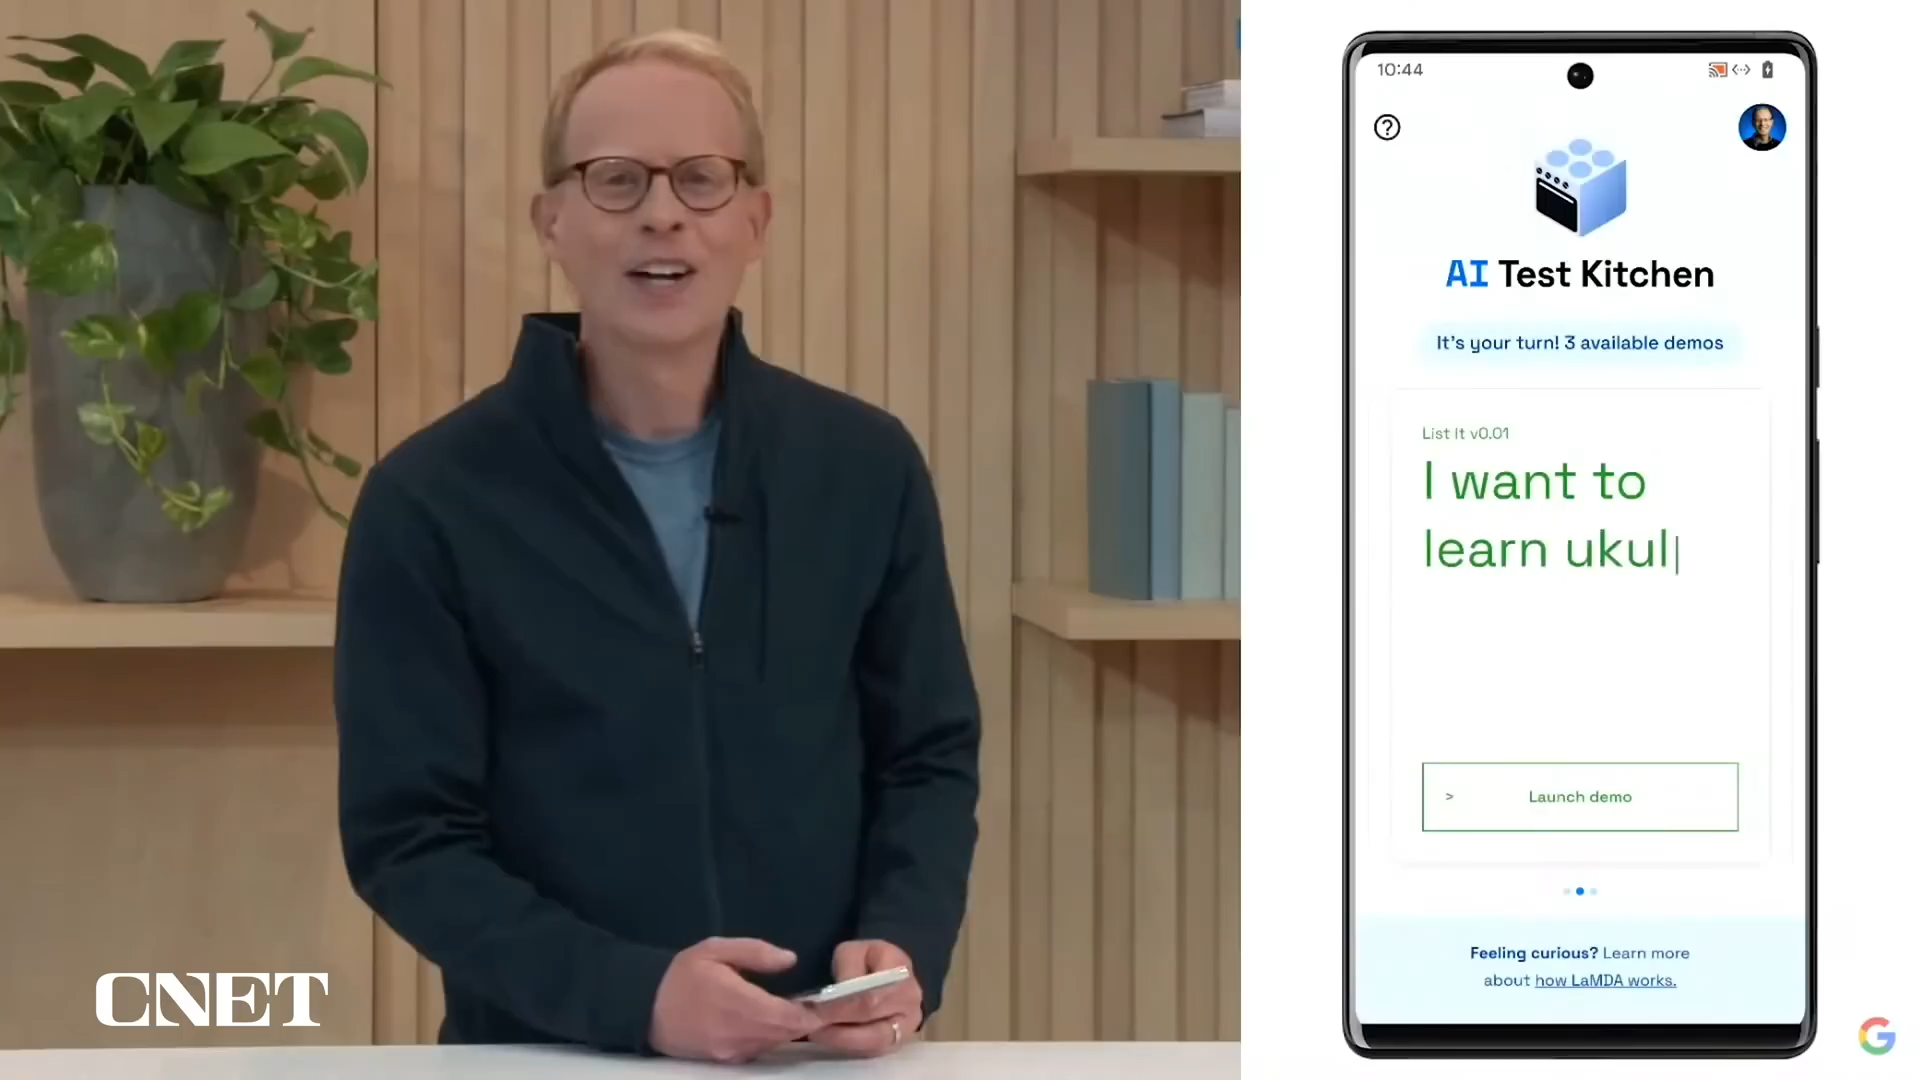 CNET
10:44
AI Test Kitchen
It's your turn! 3 available demos
List It v0.01
I want to
learn ukul
> Launch demo
Feeling curious? Learn more
about how LaMDA works.
G